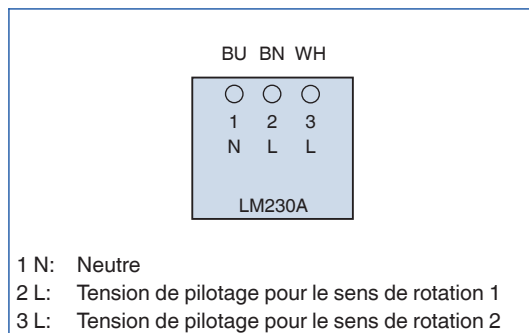 BU BN WH
1 2 3
N L L
LM230A
1 N: Neutre
2 L: Tension de pilotage pour le sens de rotation 1
3 L: Tension de pilotage pour le sens de rotation 2